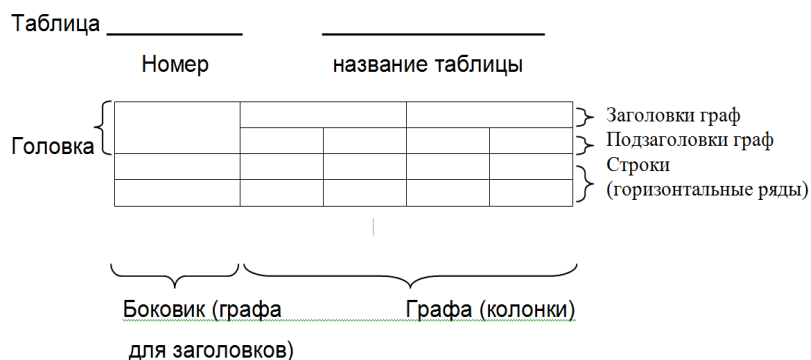 Таблица
Номер название таблицы
Заголовки граф
Подзаголовки граф
Головка
Строки
(горизонтальные ряды)
Боковик (графа Графа (колонки)
для заголовков)